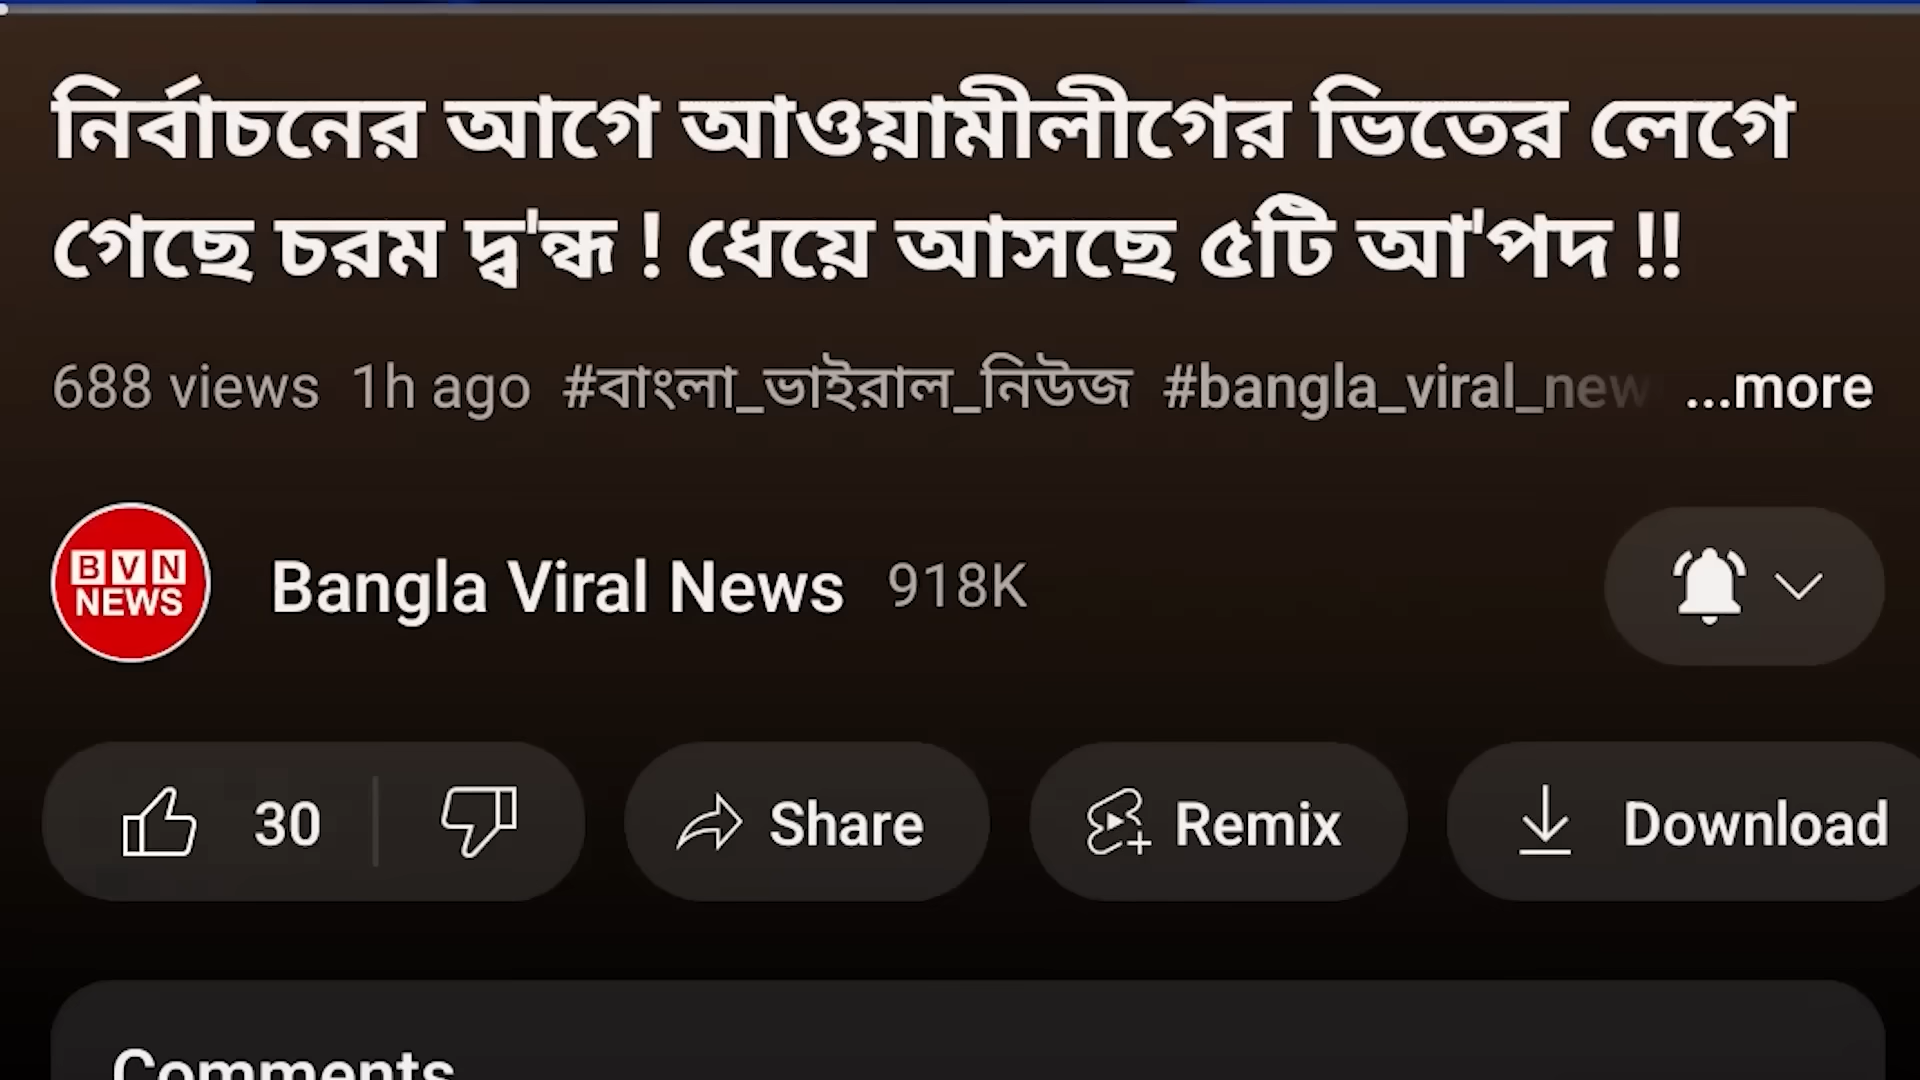 নির্বাচনের আগে আওয়ামীলীগের ভিতের লেগে
গেছে চরম দ্ব'ন্ধ ! ধেয়ে আসছে ৫টি আ'পদ !!
688 views 1h ago #বাংলা_ভাইরাল_নিউজ #bangla_viral_new ...more
BVN
NEWS
Bangla Viral News 918K
30 Share Remix Download
Comments